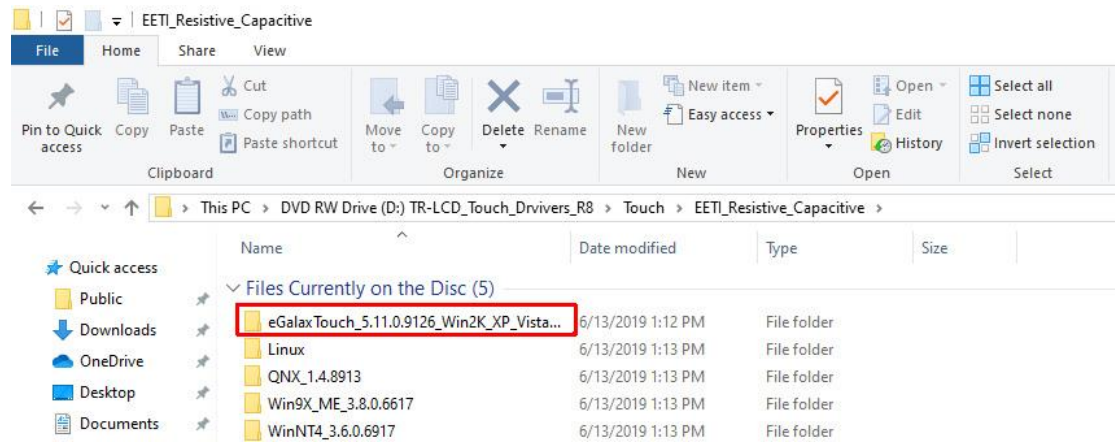 EETI_Resistive_Capacitive
File Home Share View
Pin to Quick access
Copy
Paste
Cut
Copy path
Paste shortcut
Clipboard
Move to
Copy to
Delete
Rename
Organize
New folder
New item
Easy access
New
Properties
Open
Edit
History
Open
Select all
Select none
Invert selection
Select
This PC > DVD RW Drive (D:) TR-LCD_Touch_Drvivers_R8 > Touch > EETI_Resistive_Capacitive >
Name Date modified Type Size
Quick access
Public
Downloads
OneDrive
Desktop
Documents
Files Currently on the Disc (5)
eGalaxTouch_5.11.0.9126_Win2K_XP_Vista... 6/13/2019 1:12 PM File folder
Linux 6/13/2019 1:13 PM File folder
QNX_1.4.8913 6/13/2019 1:13 PM File folder
Win9X_ME_3.8.0.6617 6/13/2019 1:13 PM File folder
WinNT4_3.6.0.6917 6/13/2019 1:13 PM File folder